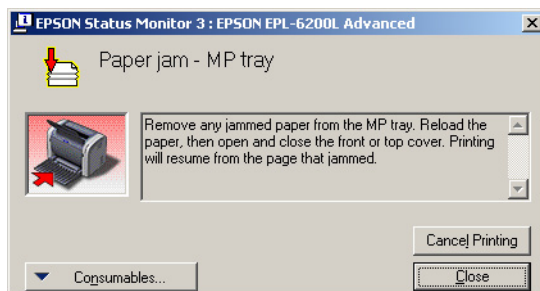 EPSON Status Monitor 3 : EPSON EPL-6200L Advanced
Paper jam - MP tray
Remove any jammed paper from the MP tray. Reload the
paper, then open and close the front or top cover. Printing
will resume from the page that jammed.
Cancel Printing
Consumables...
Close